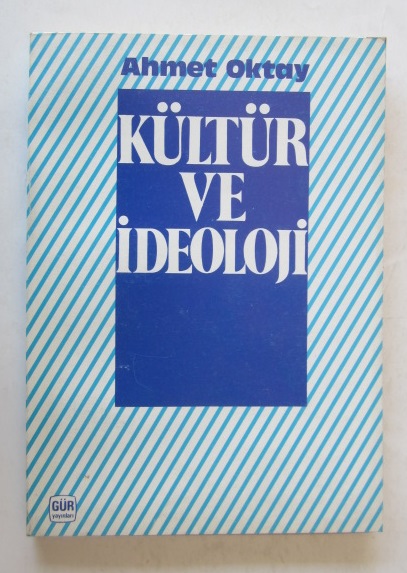 Ahmet Oktay
KÜLTÜR
VE
İDEOLOJİ
GÜR
yayınları